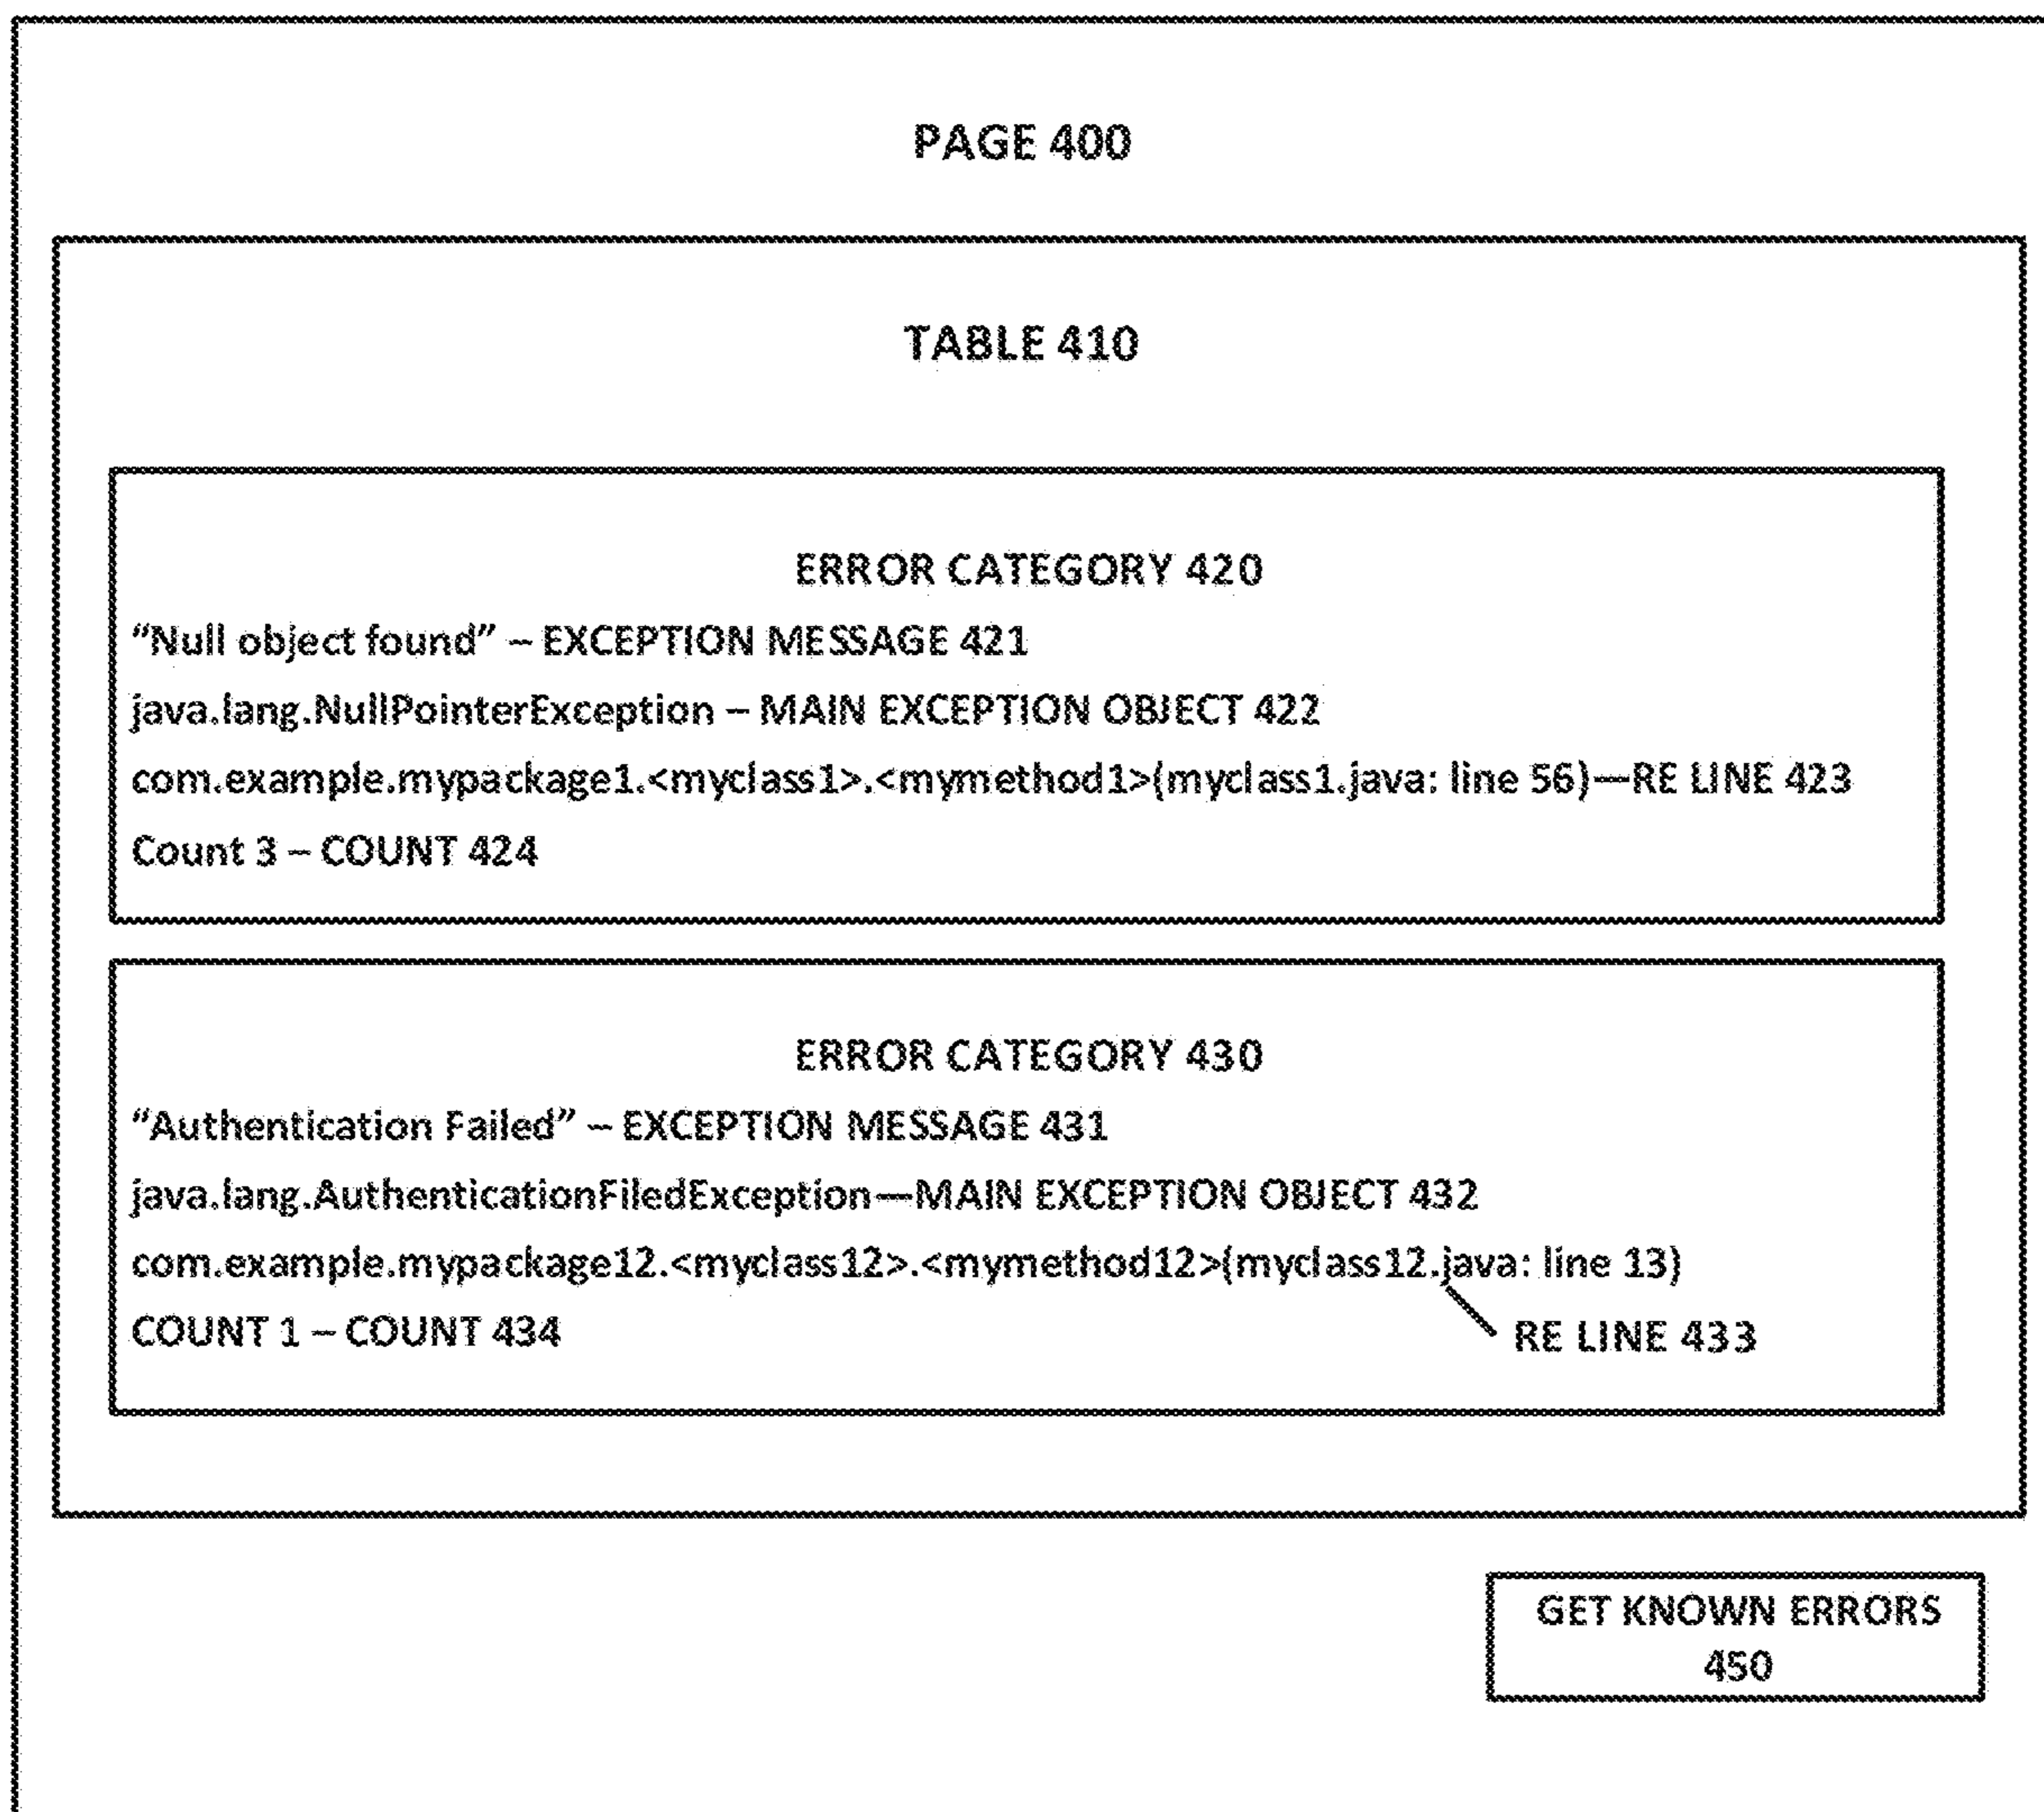 PAGE 400
TABLE 410
ERROR CATEGORY 420
“Null object found” – EXCEPTION MESSAGE 421
java.lang.NullPointerException – MAIN EXCEPTION OBJECT 422
com.example.mypackage1.<myclass1>.<mymethod1>(myclass1.java: line 56)—RE LINE 423
Count 3 – COUNT 424
ERROR CATEGORY 430
“Authentication Failed” – EXCEPTION MESSAGE 431
java.lang.AuthenticationFiledException—MAIN EXCEPTION OBJECT 432
com.example.mypackage12.<myclass12>.<mymethod12>(myclass12.java: line 13)
COUNT 1 – COUNT 434
RE LINE 433
GET KNOWN ERRORS
450